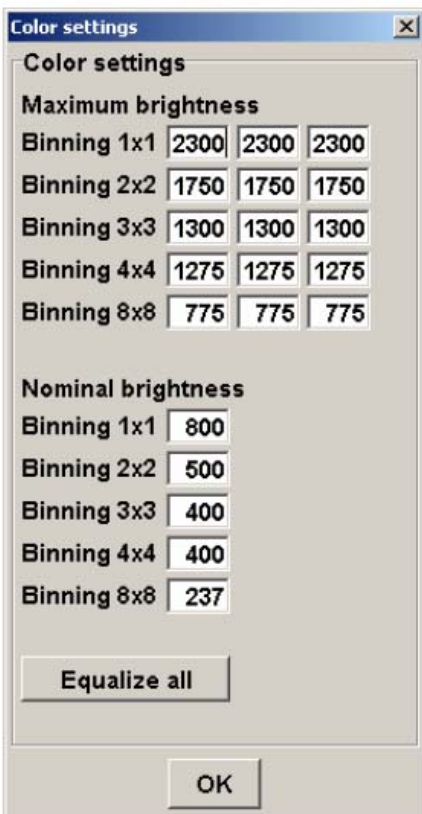 Color settings
Color settings
Maximum brightness
Binning 1x1 2300 2300 2300
Binning 2x2 1750 1750 1750
Binning 3x3 1300 1300 1300
Binning 4x4 1275 1275 1275
Binning 8x8 775 775 775
Nominal brightness
Binning 1x1 800
Binning 2x2 500
Binning 3x3 400
Binning 4x4 400
Binning 8x8 237
Equalize all
OK